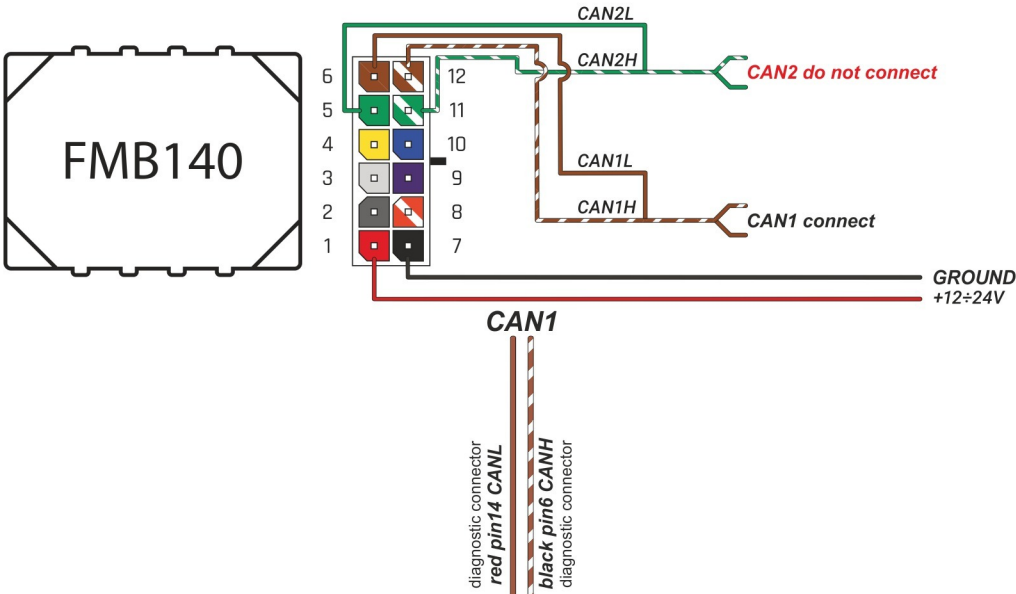 CAN2L
CAN2H
CAN2 do not connect
FMB140
6
12
5
11
4
10
3
9
2
8
1
7
CAN1L
CAN1H
CAN1 connect
GROUND
+12÷24V
CAN1
diagnostic connector
red pin14 CANL
black pin6 CANH
diagnostic connector